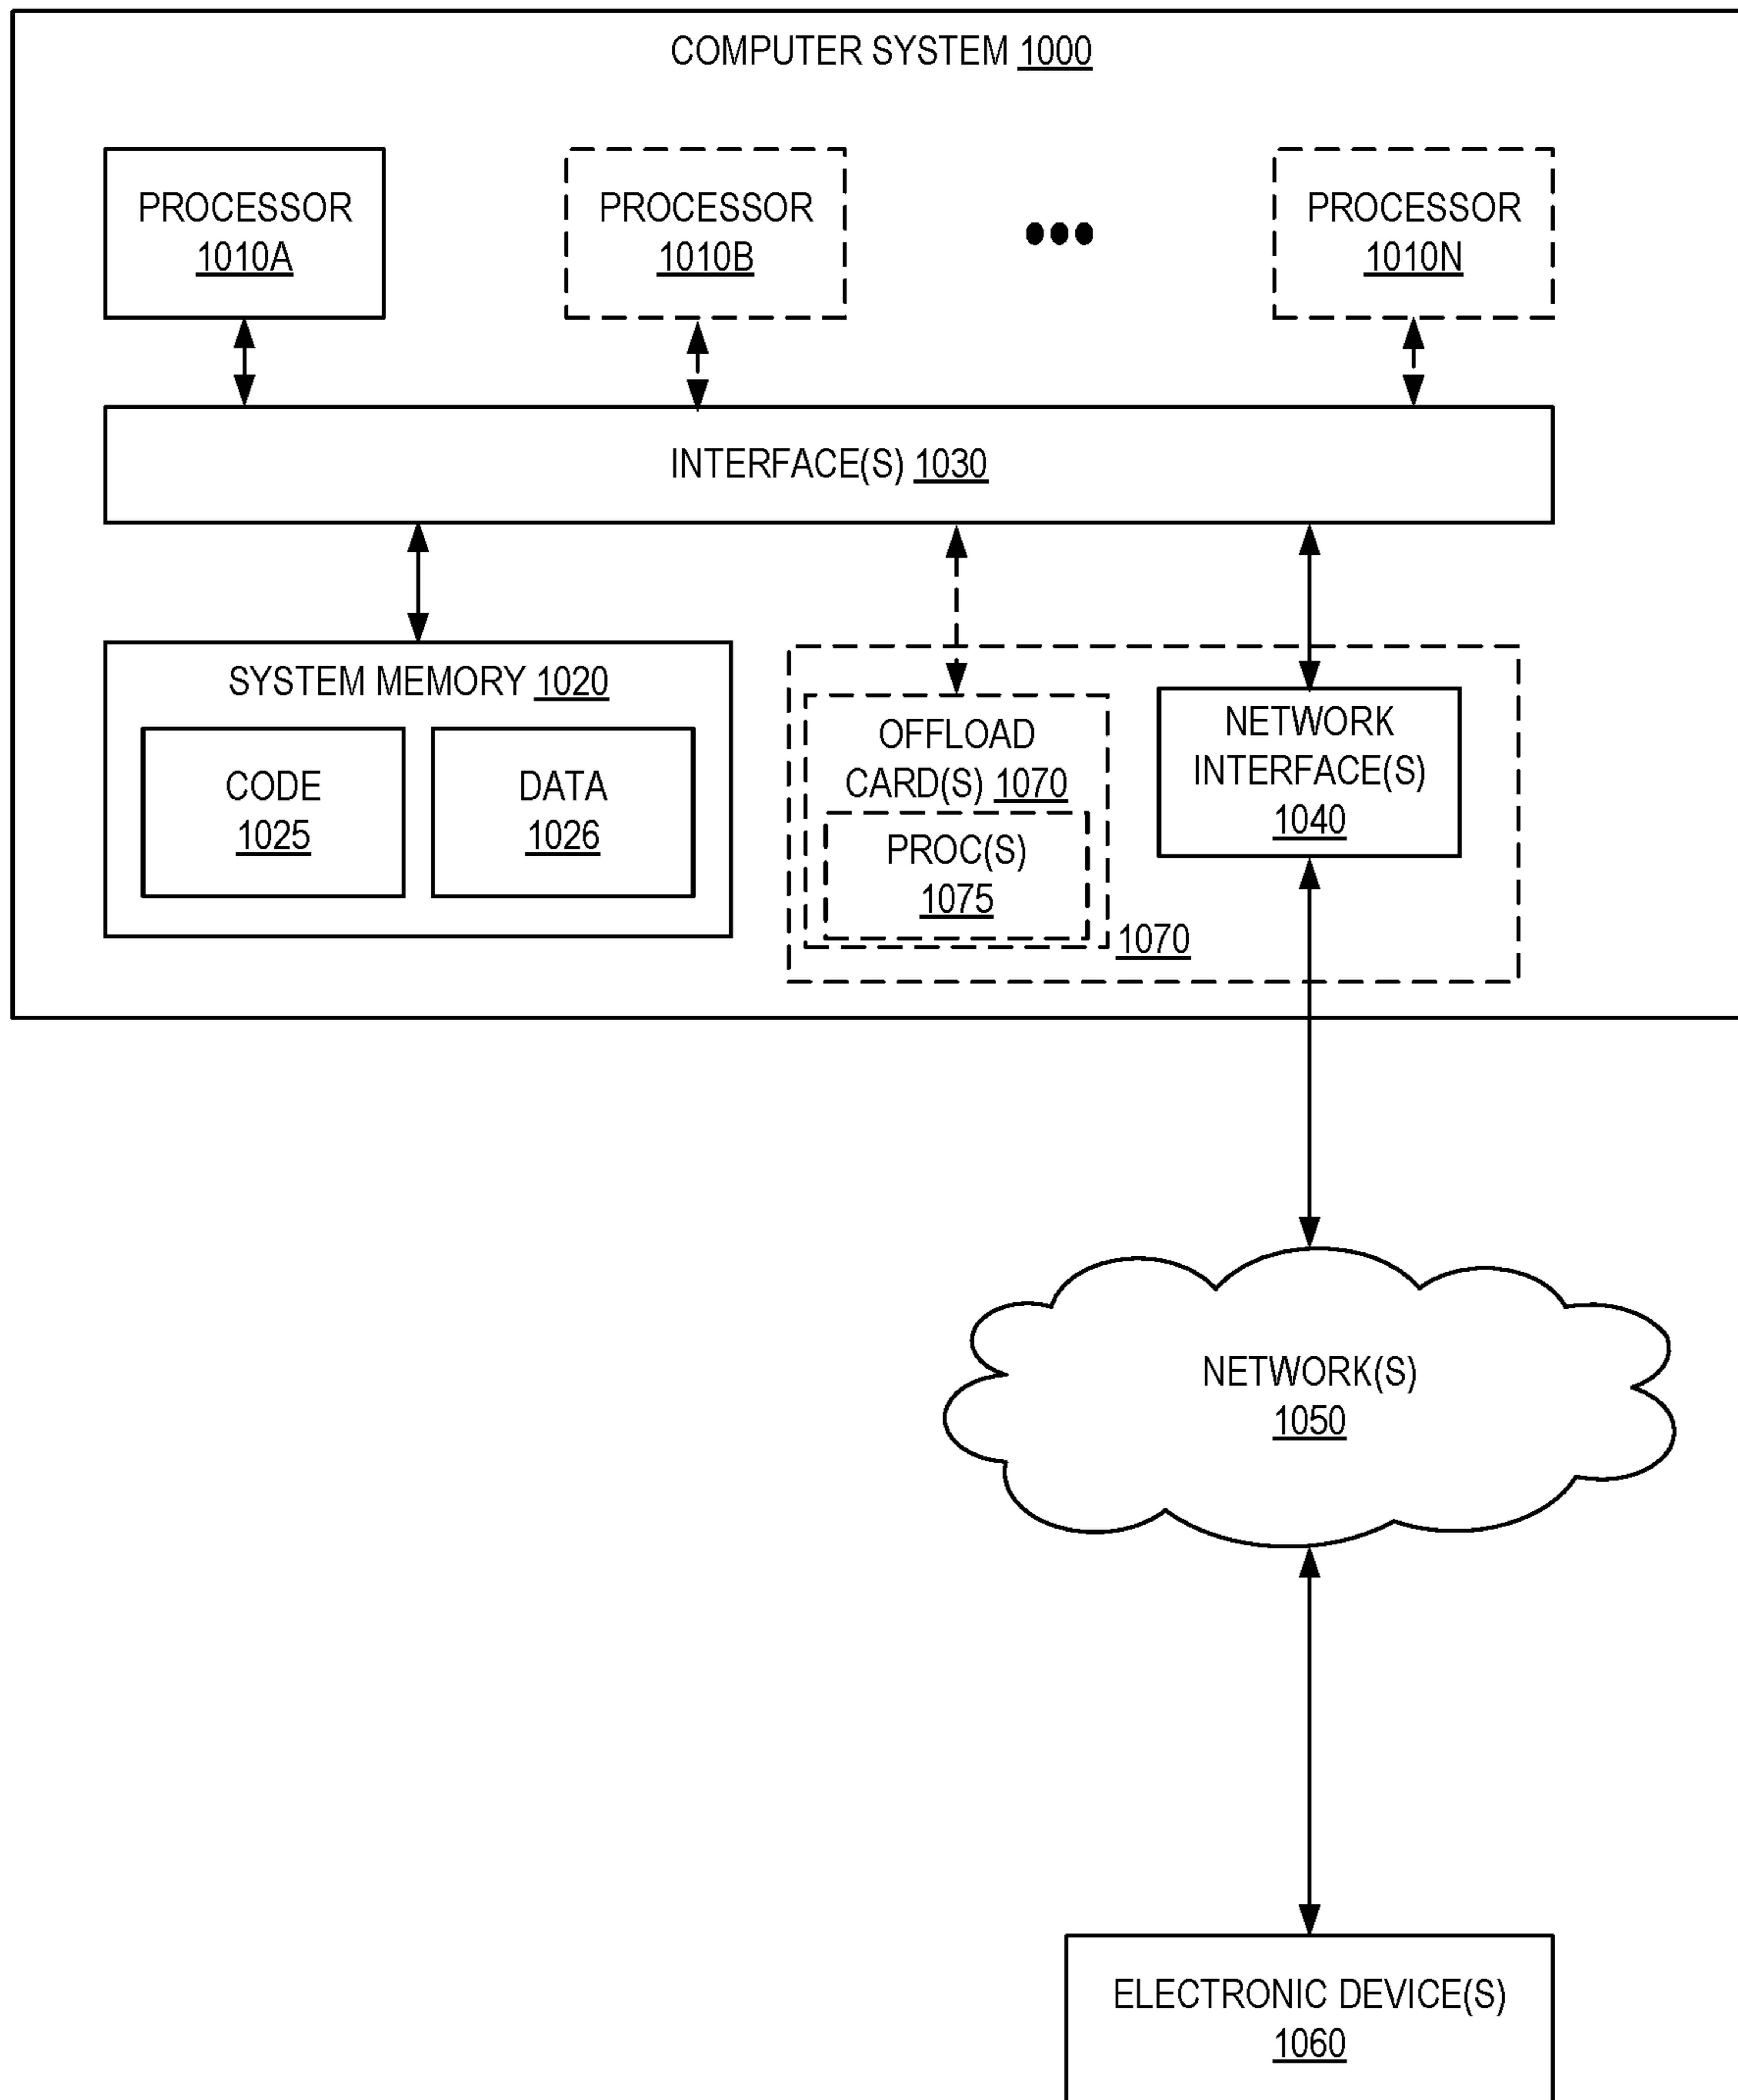 COMPUTER SYSTEM 1000
PROCESSOR
1010A
PROCESSOR
1010B
PROCESSOR
1010N
INTERFACE(S) 1030
SYSTEM MEMORY 1020
CODE
1025
DATA
1026
OFFLOAD
CARD(S) 1070
PROC(S)
1075
1070
NETWORK
INTERFACE(S)
1040
NETWORK(S)
1050
ELECTRONIC DEVICE(S)
1060